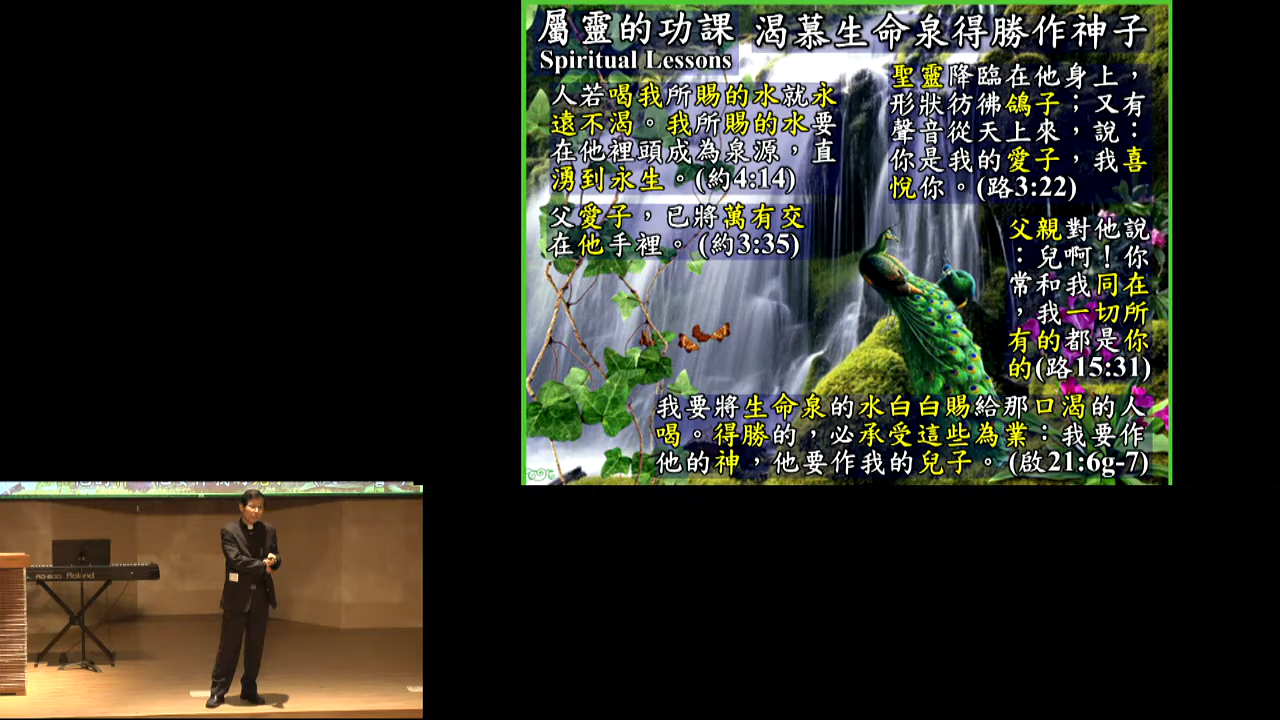 屬靈的功課 渴慕生命泉得勝作神子
Spiritual Lessons
人若喝我所賜的水就永
遠不渴。我所賜的水要
在他裡頭成為泉源，直
湧到永生。(約4:14)
父愛子，已將萬有交
在他手裡。(約3:35)
聖靈降臨在他身上，
形狀彷彿鴿子；又有
聲音從天上來，說：
你是我的愛子，我喜
悅你。(路3:22)
父親對他說
：兒啊！你
常和我同在
，我一切所
有的都是你
的(路15:31)
我要將生命泉的水白白賜給那口渴的人
喝。得勝的，必承受這些為業：我要作
他的神，他要作我的兒子。(啟21:6g-7)
Roland